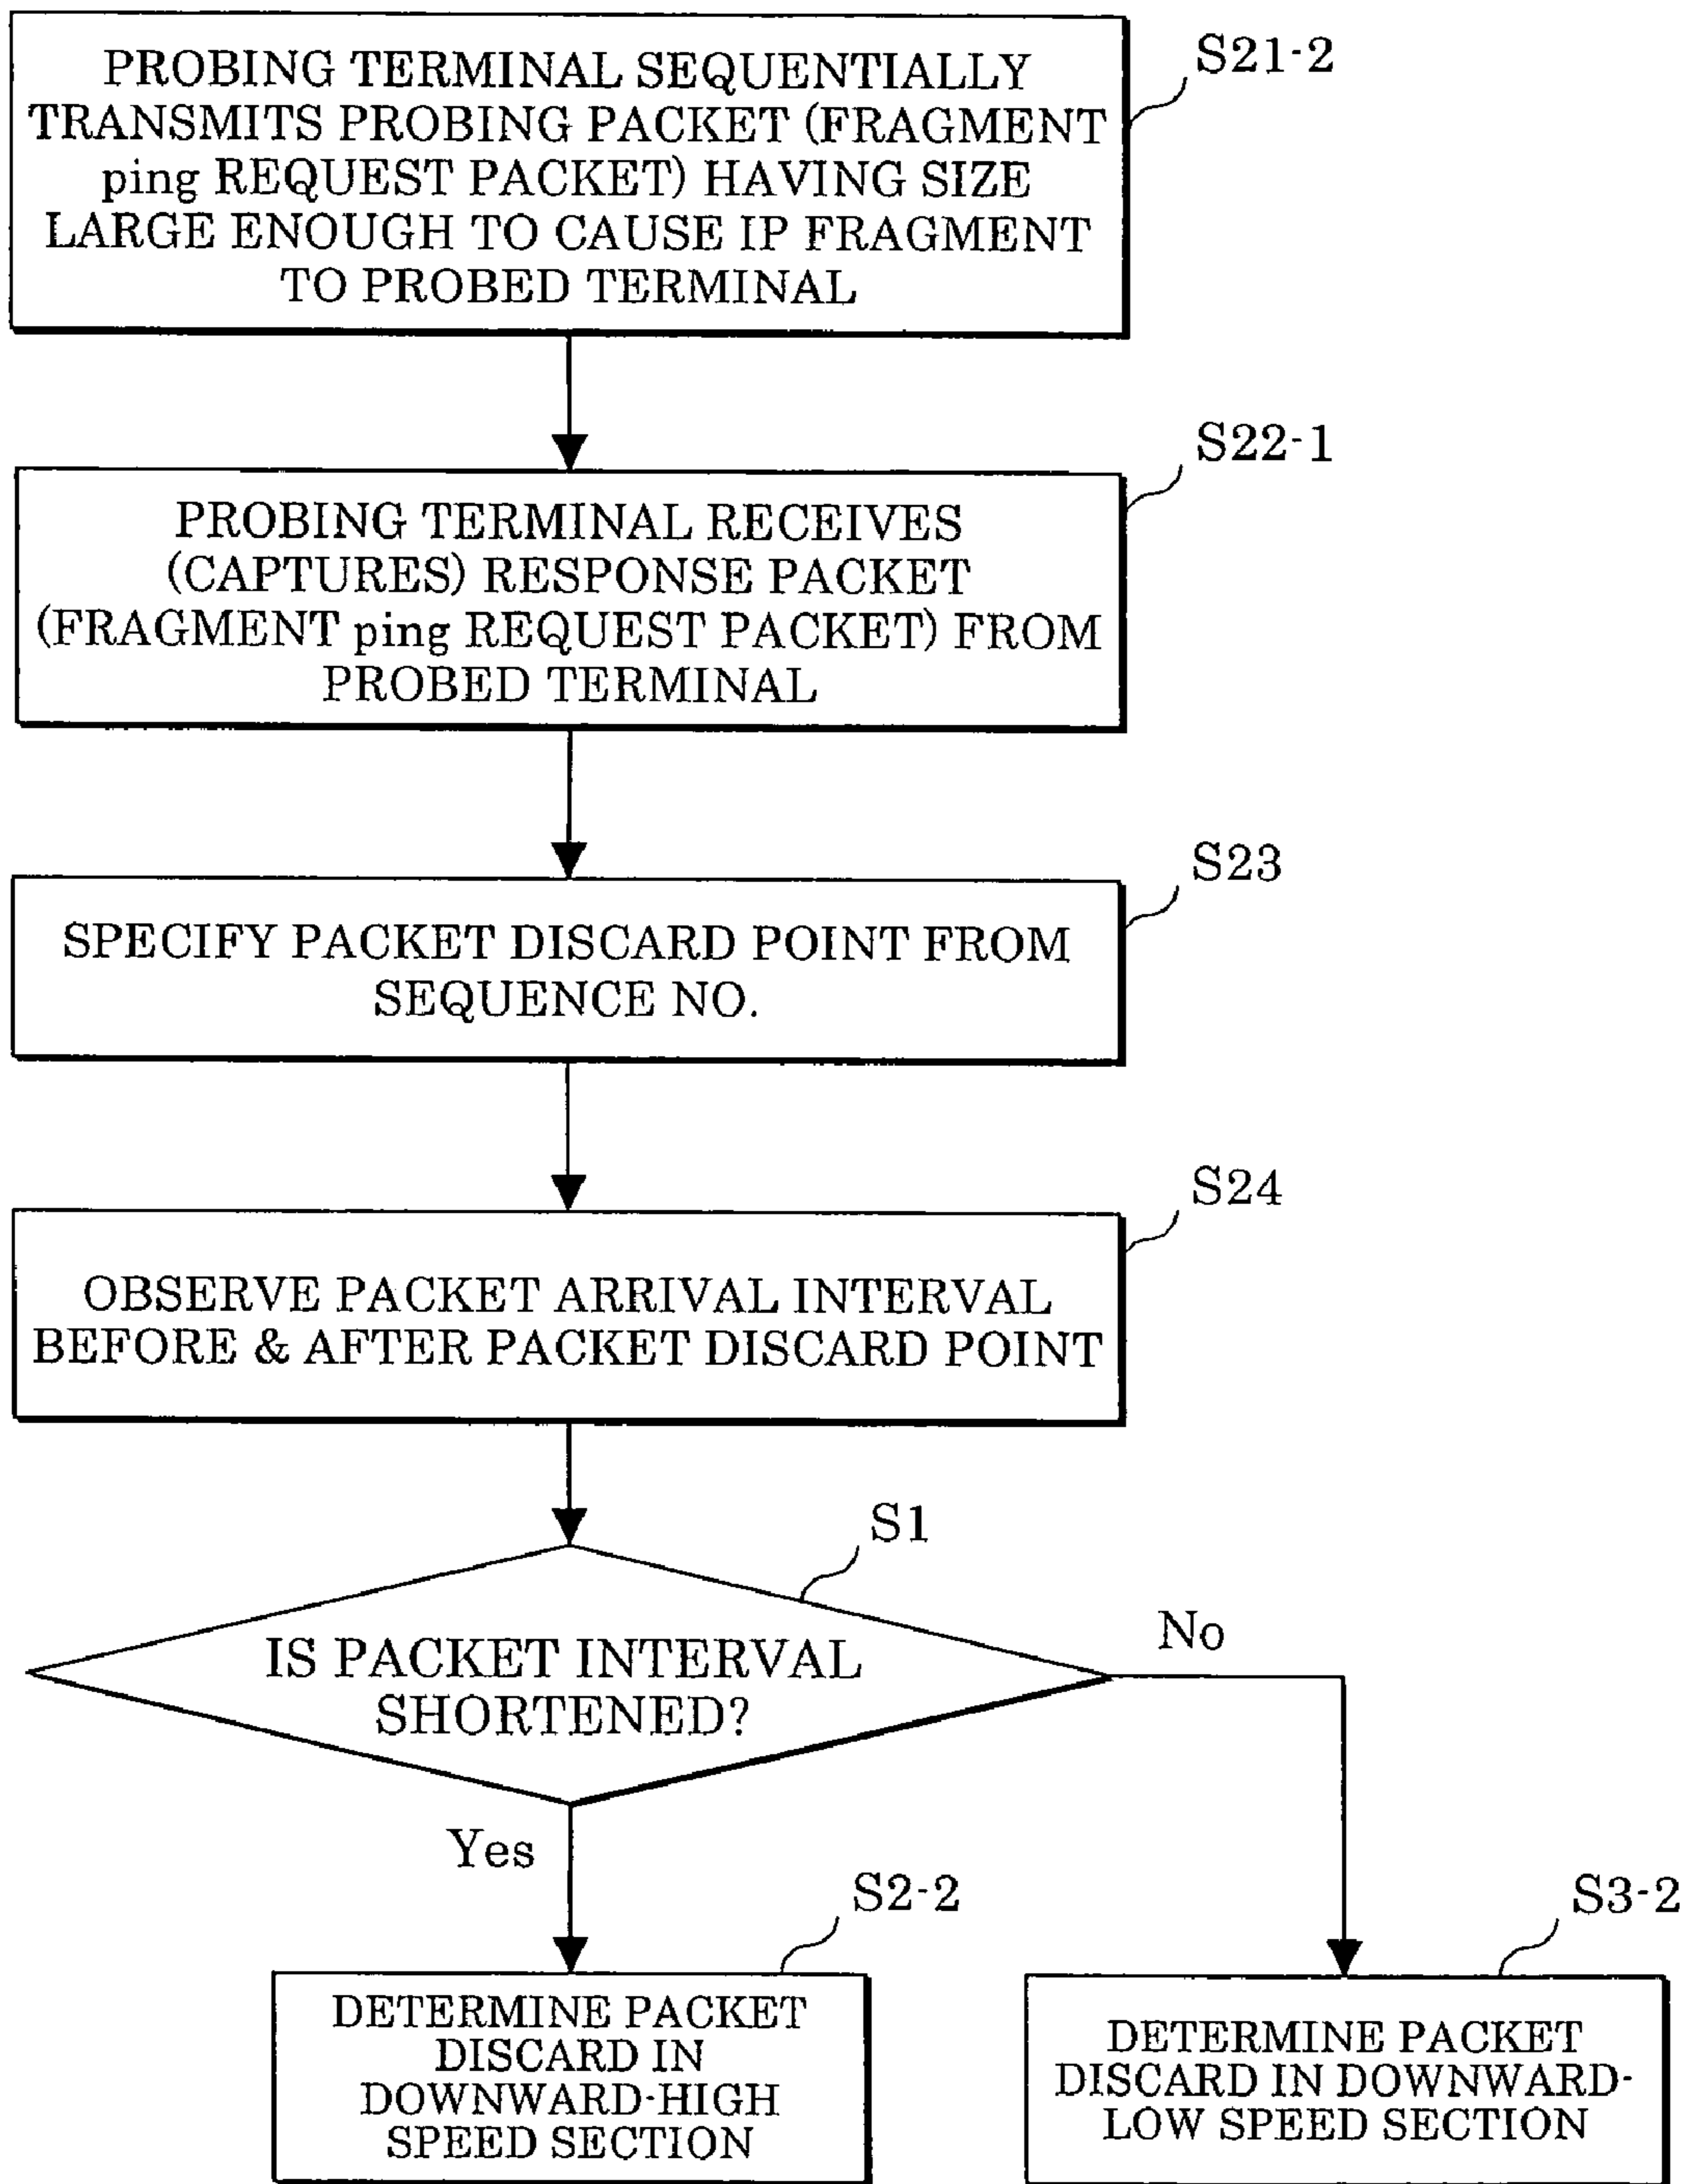 PROBING TERMINAL SEQUENTIALLY
TRANSMITS PROBING PACKET (FRAGMENT
ping REQUEST PACKET) HAVING SIZE
LARGE ENOUGH TO CAUSE IP FRAGMENT
TO PROBED TERMINAL
S21-2
PROBING TERMINAL RECEIVES
(CAPTURES) RESPONSE PACKET
(FRAGMENT ping REQUEST PACKET) FROM
PROBED TERMINAL
S22-1
SPECIFY PACKET DISCARD POINT FROM
SEQUENCE NO.
S23
OBSERVE PACKET ARRIVAL INTERVAL
BEFORE & AFTER PACKET DISCARD POINT
S24
IS PACKET INTERVAL
SHORTENED?
S1
No
Yes
DETERMINE PACKET
DISCARD IN
DOWNWARD-HIGH
SPEED SECTION
S2-2
DETERMINE PACKET
DISCARD IN DOWNWARD-
LOW SPEED SECTION
S3-2